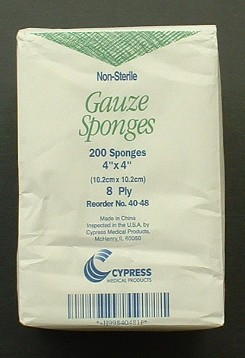 Non-Sterile
Gauze
Sponges
200 Sponges
4"x 4"
(10.2cm x 10.2cm)
8 Ply
Reorder No. 40-48
Made in China
Inspected in the U.S.A. by
Cypress Medical Products,
McHenry, IL 60050
CYPRESS
MEDICAL PRODUCTS